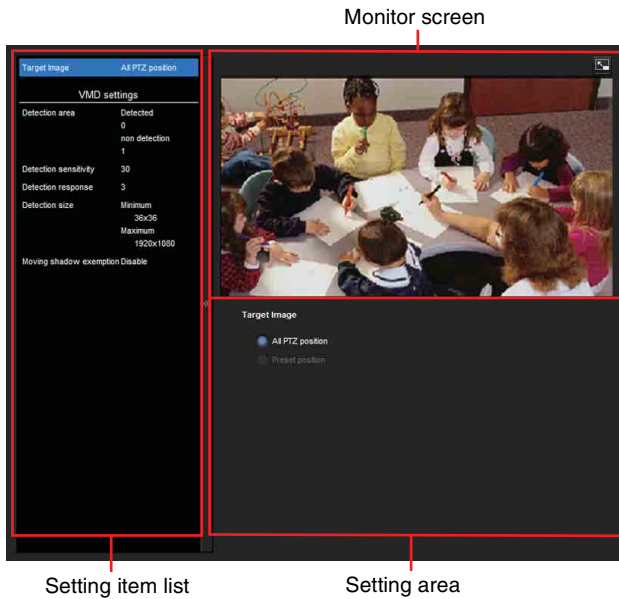 Monitor screen
Target Image All PTZ position
VMD settings
Detection area Detected
0
non detection
1
Detection sensitivity 30
Detection response 3
Detection size Minimum
36x36
Maximum
1920x1080
Moving shadow exemption Disable
Target Image
All PTZ position
Preset position
Setting item list Setting area